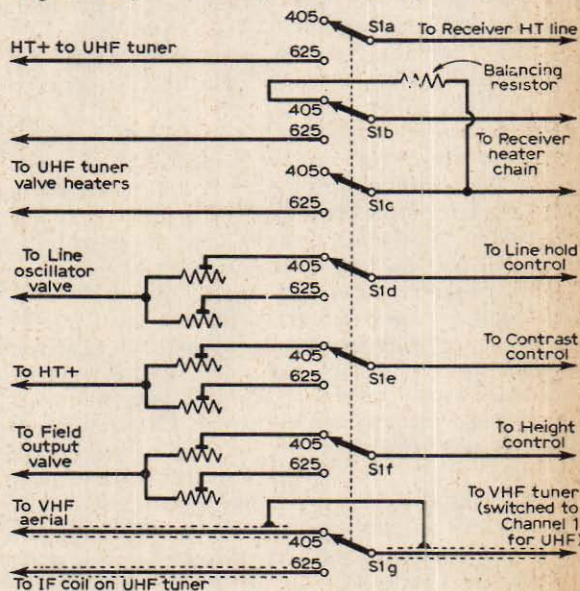 405
S1a
To Receiver HT line
HT+ to UHF tuner
625
Balancing
resistor
405
S1b
625
To Receiver
neater
chain
To UHF tuner
valve heaters
405
S1c
625
To Line
oscillator
valve
405
625
S1d
To Line hold
control
To HT+
405
625
S1e
To Contrast
control
To Field
output
valve
405
625
S1f
To Height
control
To VHF
aerial
405
S1g
To VHF tuner
(switched to
Channel 1
for UHF)
625
To IF coil on UHF tuner